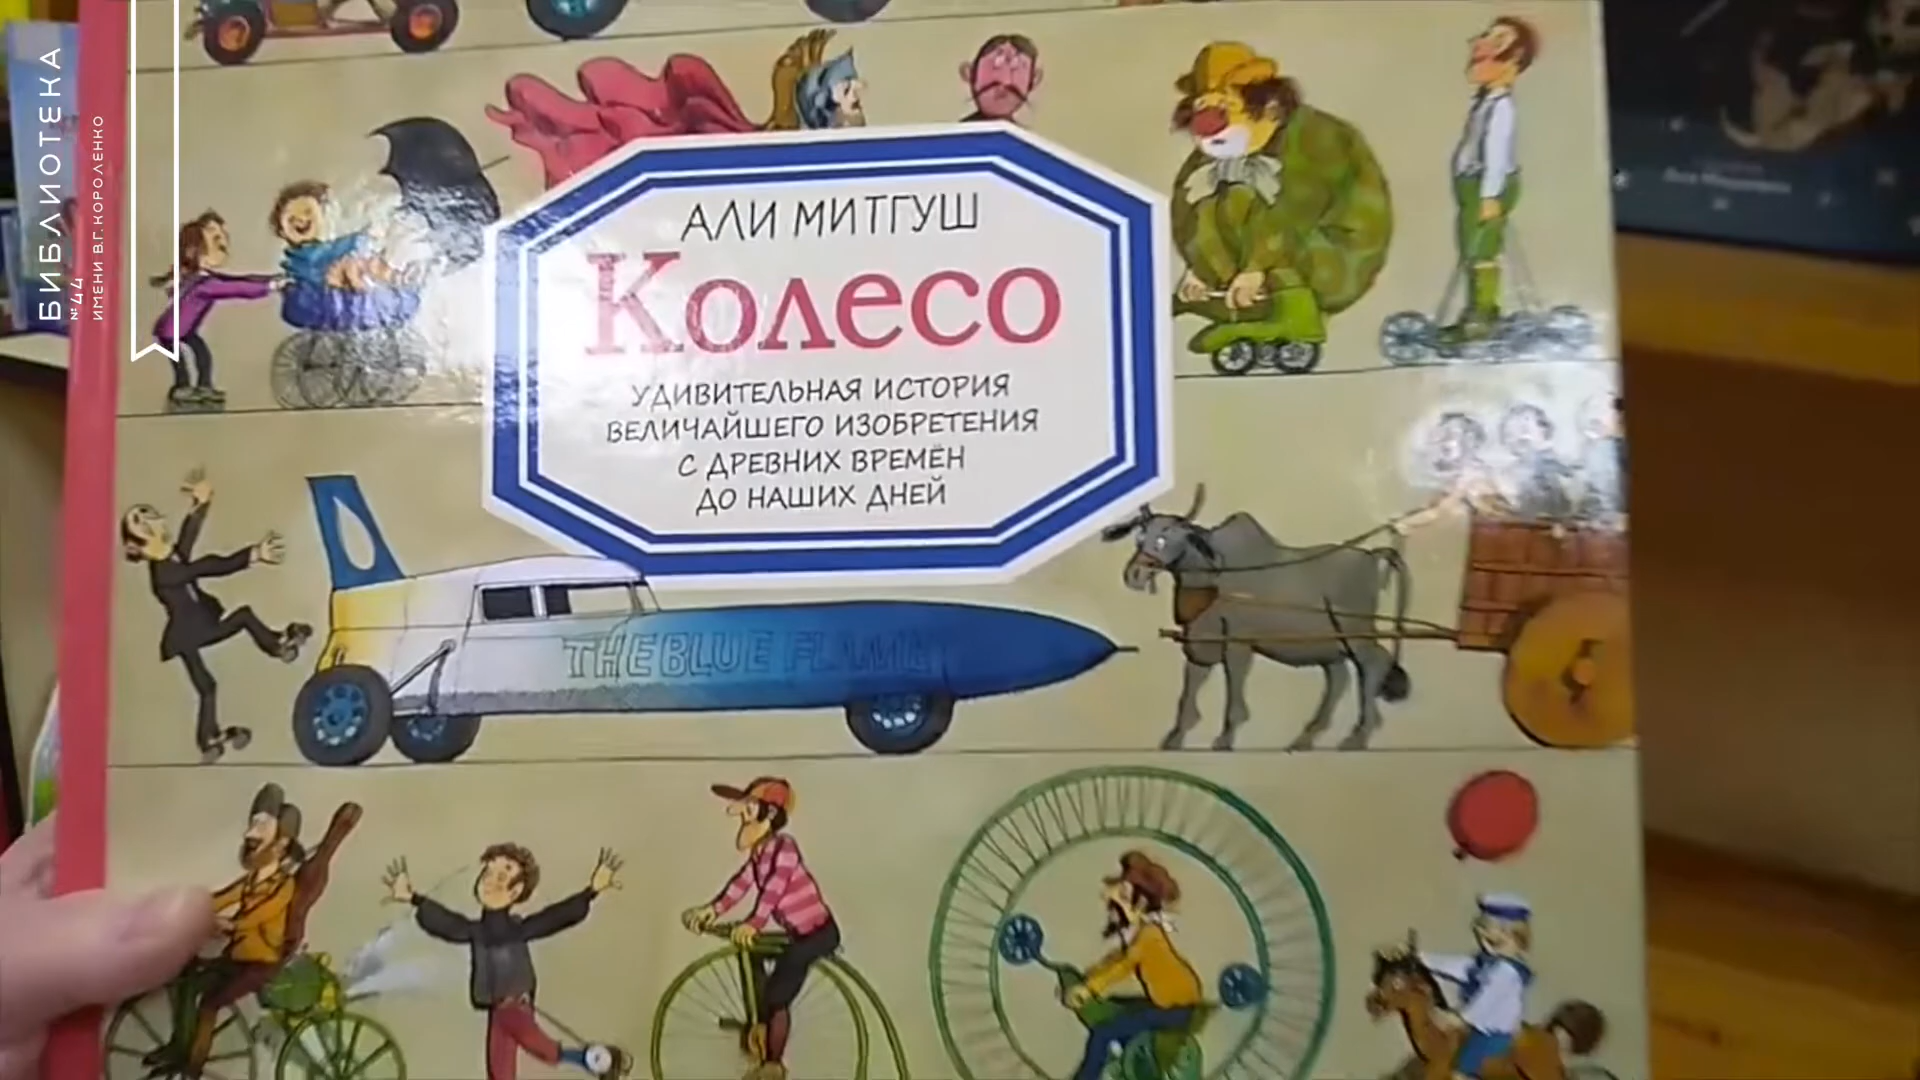 БИБЛИОТЕКА
№44
ИМЕНИ В.Г.КОРОЛЕНКО
АЛИ МИТГУШ
Колесо
УДИВИТЕЛЬНАЯ ИСТОРИЯ
ВЕЛИЧАЙШЕГО ИЗОБРЕТЕНИЯ
С ДРЕВНИХ ВРЕМЁН
ДО НАШИХ ДНЕЙ
THE BLUE FLAME